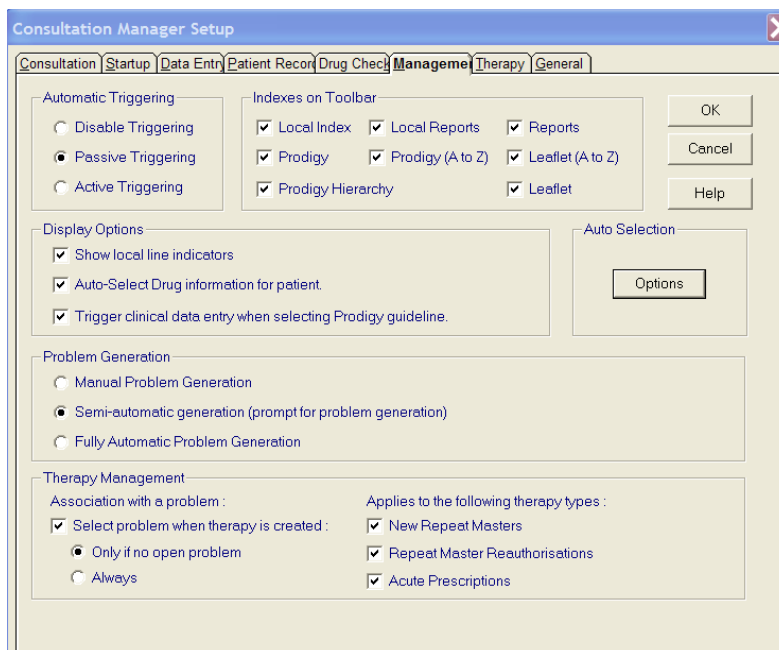 Consultation Manager Setup
Consultation Startup Data Entry Patient Record Drug Check Management Therapy General
Automatic Triggering
Disable Triggering
Passive Triggering
Active Triggering
Indexes on Toolbar
Local Index Local Reports Reports
Prodigy Prodigy (A to Z) Leaflet (A to Z)
Prodigy Hierarchy Leaflet
OK
Cancel
Help
Display Options
Show local line indicators
Auto-Select Drug information for patient.
Trigger clinical data entry when selecting Prodigy guideline.
Auto Selection
Options
Problem Generation
Manual Problem Generation
Semi-automatic generation (prompt for problem generation)
Fully Automatic Problem Generation
Therapy Management
Association with a problem :
Select problem when therapy is created :
Only if no open problem
Always
Applies to the following therapy types :
New Repeat Masters
Repeat Master Reauthorisations
Acute Prescriptions